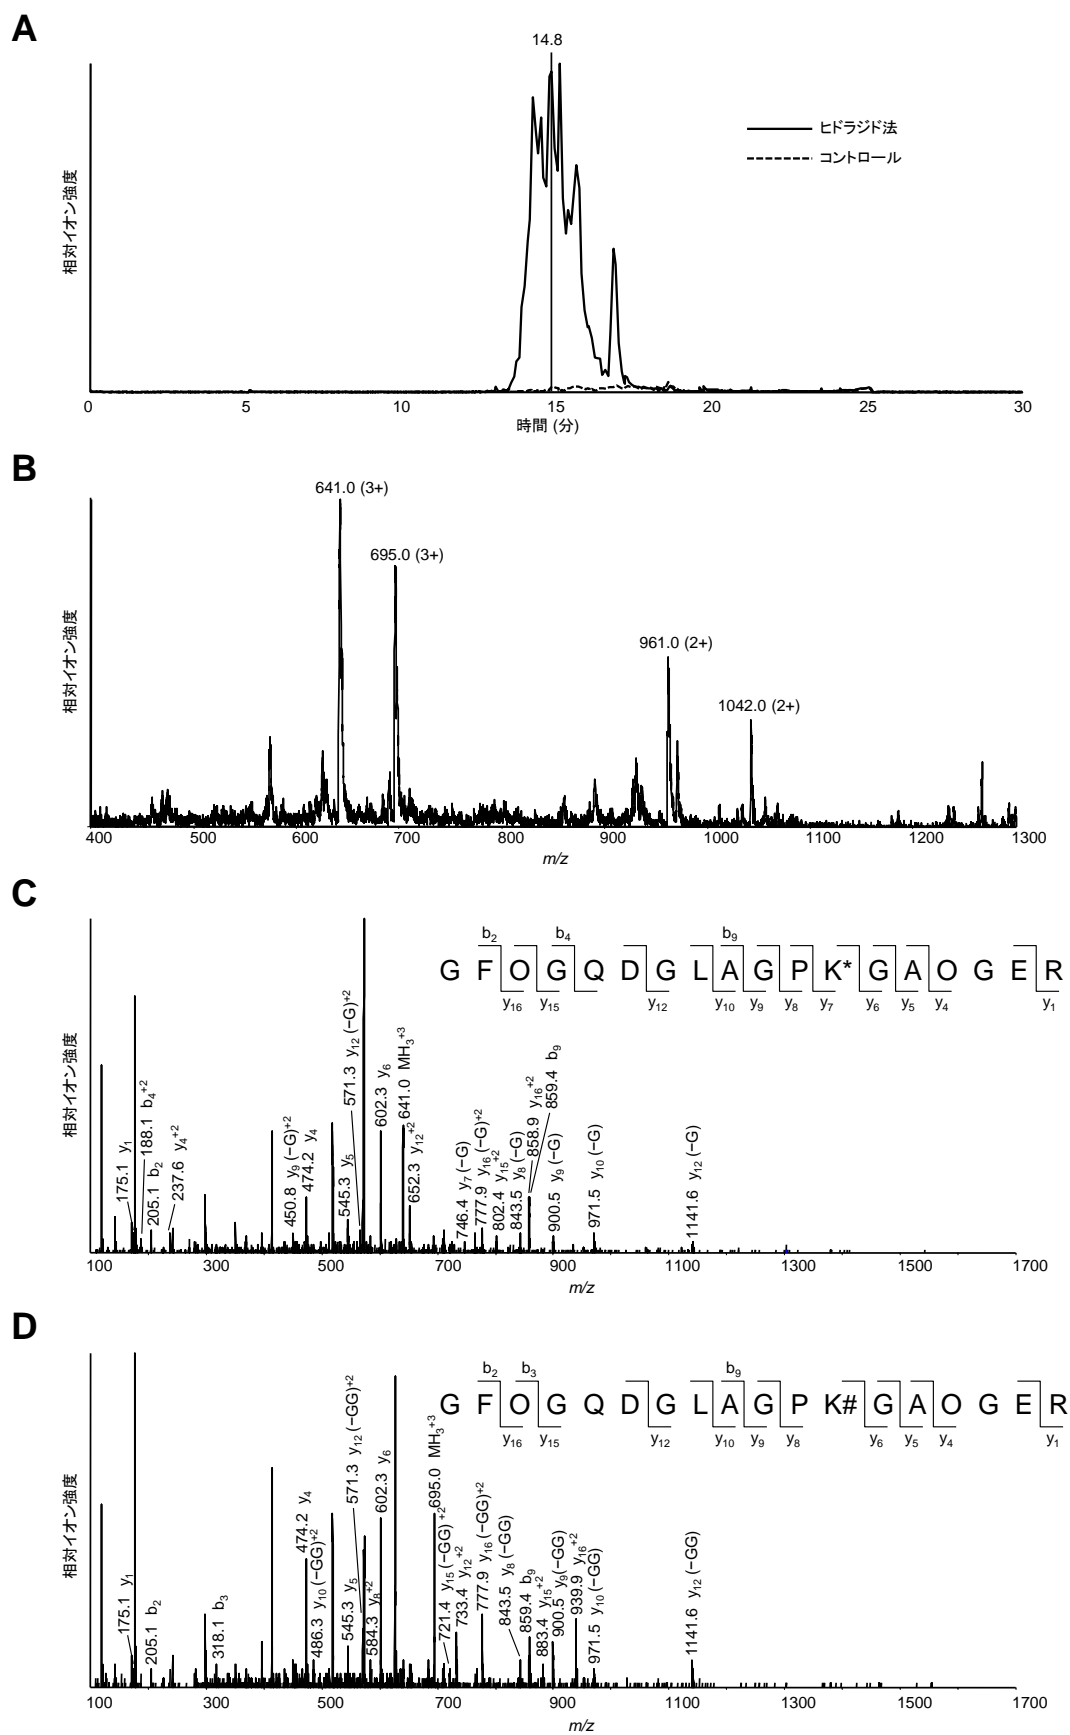 A
14.8
ヒドラジド法
コントロール
相対イオン強度
0 5 10 15 20 25 30
時間 (分)
B
641.0 (3+)
695.0 (3+)
961.0 (2+)
1042.0 (2+)
相対イオン強度
400 500 600 700 800 900 1000 1100 1200 1300
m/z
C
b2 b4 b9
G F O G Q D G L A G P K* G A O G E R
y16 y15 y12 y10 y9 y8 y7 y6 y5 y4 y1
相対イオン強度
175.1 y1
188.1 b4+2
205.1 b2
237.6 y4+2
450.8 y9 (−G)+2
474.2 y4
545.3 y5
571.3 y12 (−G)+2
602.3 y6
641.0 MH3+3
652.3 y12+2
746.4 y7 (−G)
777.9 y16 (−G)+2
802.4 y15+2
843.5 y8 (−G)
858.9 y16+2
859.4 b9
900.5 y9 (−G)
971.5 y10 (−G)
1141.6 y12 (−G)
100 300 500 700 900 1100 1300 1500 1700
m/z
D
b2 b3 b9
G F O G Q D G L A G P K# G A O G E R
y16 y15 y12 y10 y9 y8 y6 y5 y4 y1
相対イオン強度
175.1 y1
205.1 b2
318.1 b3
474.2 y4
486.3 y10 (−GG)+2
545.3 y5
571.3 y12 (−GG)+2
584.3 y8+2
602.3 y6
695.0 MH3+3
721.4 y15 (−GG)+2
733.4 y12+2
777.9 y16 (−GG)+2
843.5 y8 (−GG)
859.4 b9
883.4 y15+2
900.5 y9(−GG)
939.9 y16+2
971.5 y10 (−GG)
1141.6 y12 (−GG)
100 300 500 700 900 1100 1300 1500 1700
m/z